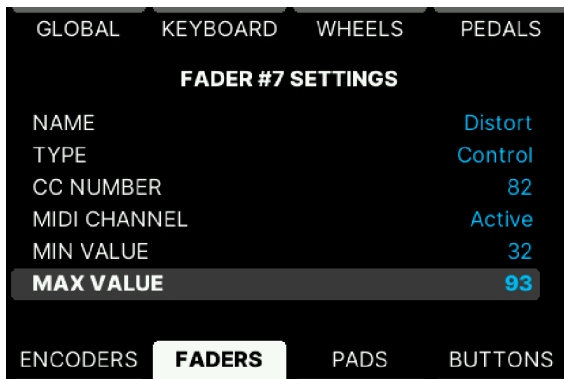 GLOBAL KEYBOARD WHEELS PEDALS
FADER #7 SETTINGS
NAME Distort
TYPE Control
CC NUMBER 82
MIDI CHANNEL Active
MIN VALUE 32
MAX VALUE 93
ENCODERS FADERS PADS BUTTONS